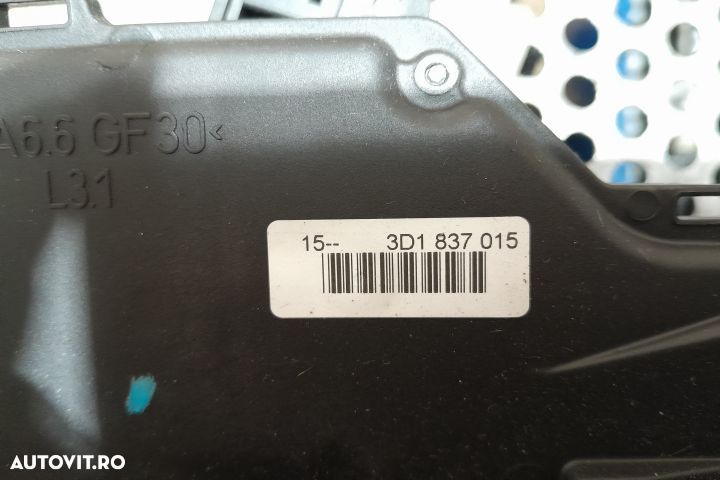 A6.6 GF30<
L3.1
15-- 3D1 837 015
AUTOVIT.RO